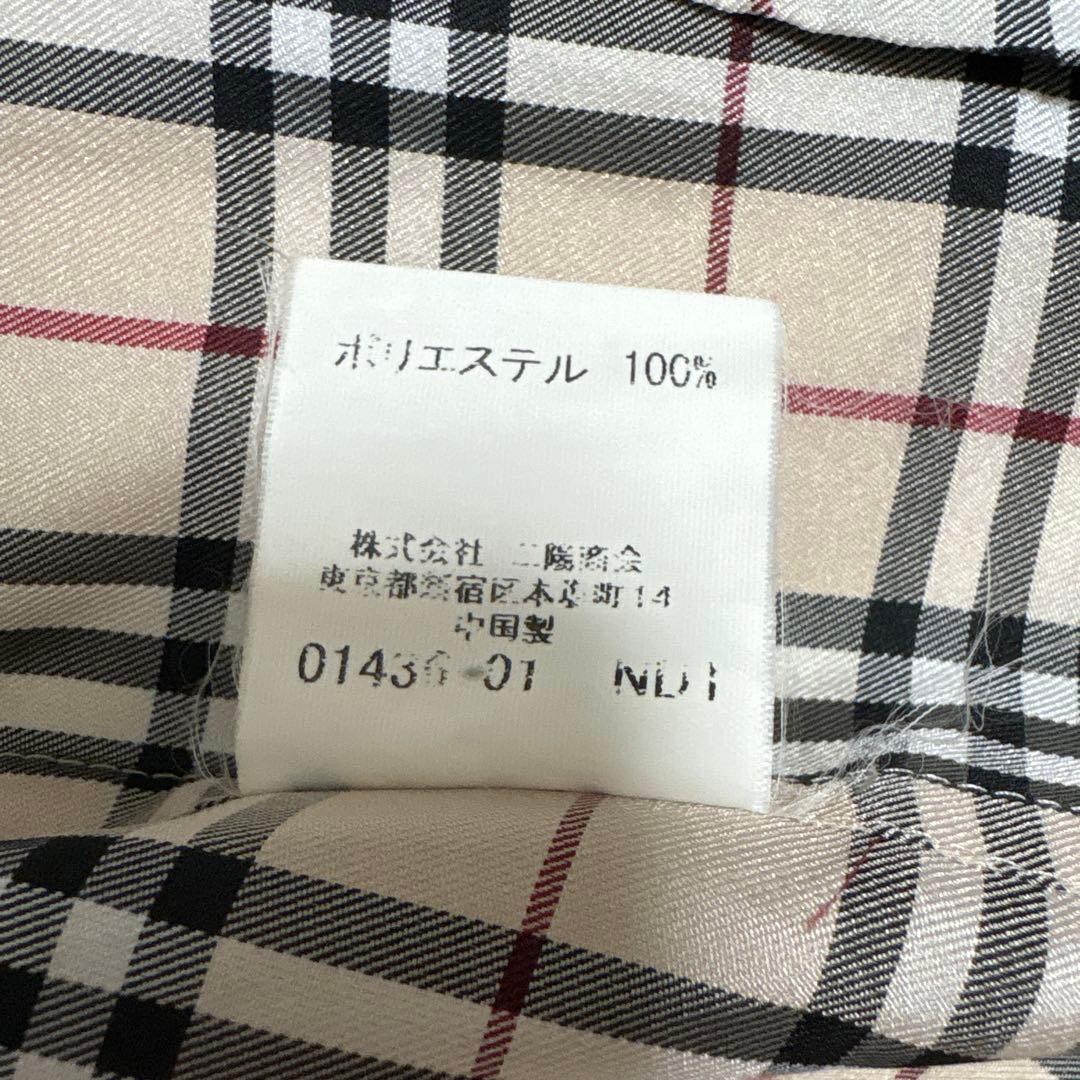 ポリエステル 100%
株式会社 三陽商会
東京都新宿区本塩町14
中国製
01436-01 ND1